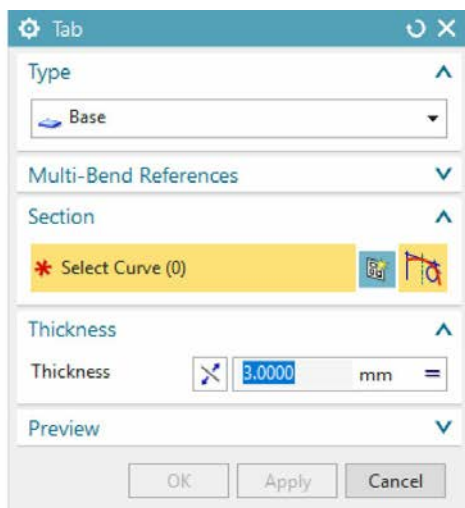 Tab
Type
Base
Multi-Bend References
Section
* Select Curve (0)
Thickness
Thickness 3.0000 mm =
Preview
OK Apply Cancel